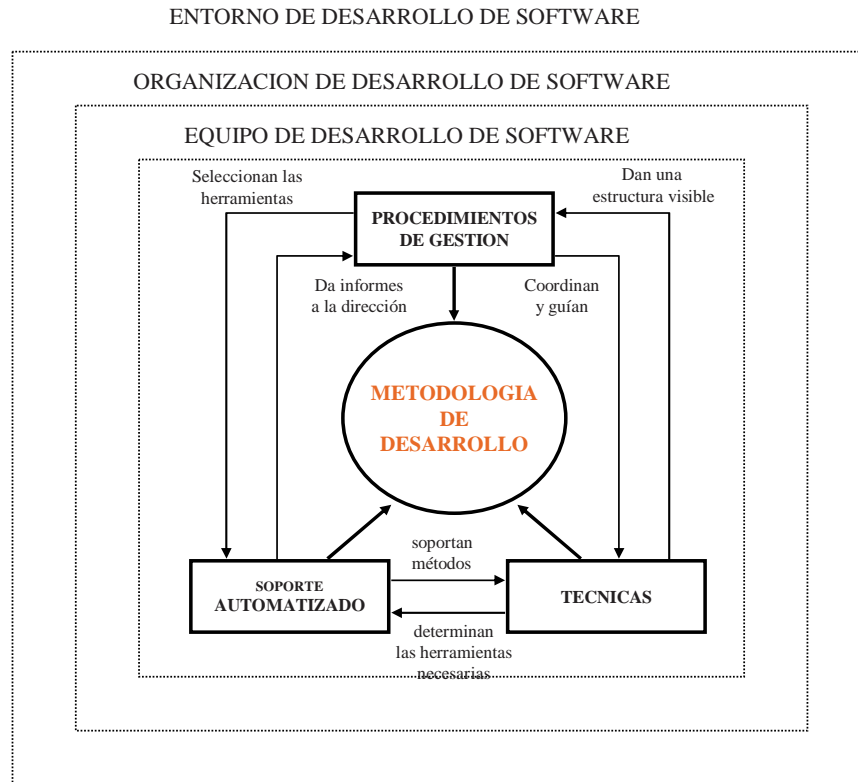 ENTORNO DE DESARROLLO DE SOFTWARE
ORGANIZACION DE DESARROLLO DE SOFTWARE
EQUIPO DE DESARROLLO DE SOFTWARE
Seleccionan las
herramientas
Dan una
estructura visible
PROCEDIMIENTOS
DE GESTION
Da informes
a la dirección
Coordinan
y guían
METODOLOGIA
DE
DESARROLLO
soportan
métodos
SOPORTE
AUTOMATIZADO
TECNICAS
determinan
las herramientas
necesarias